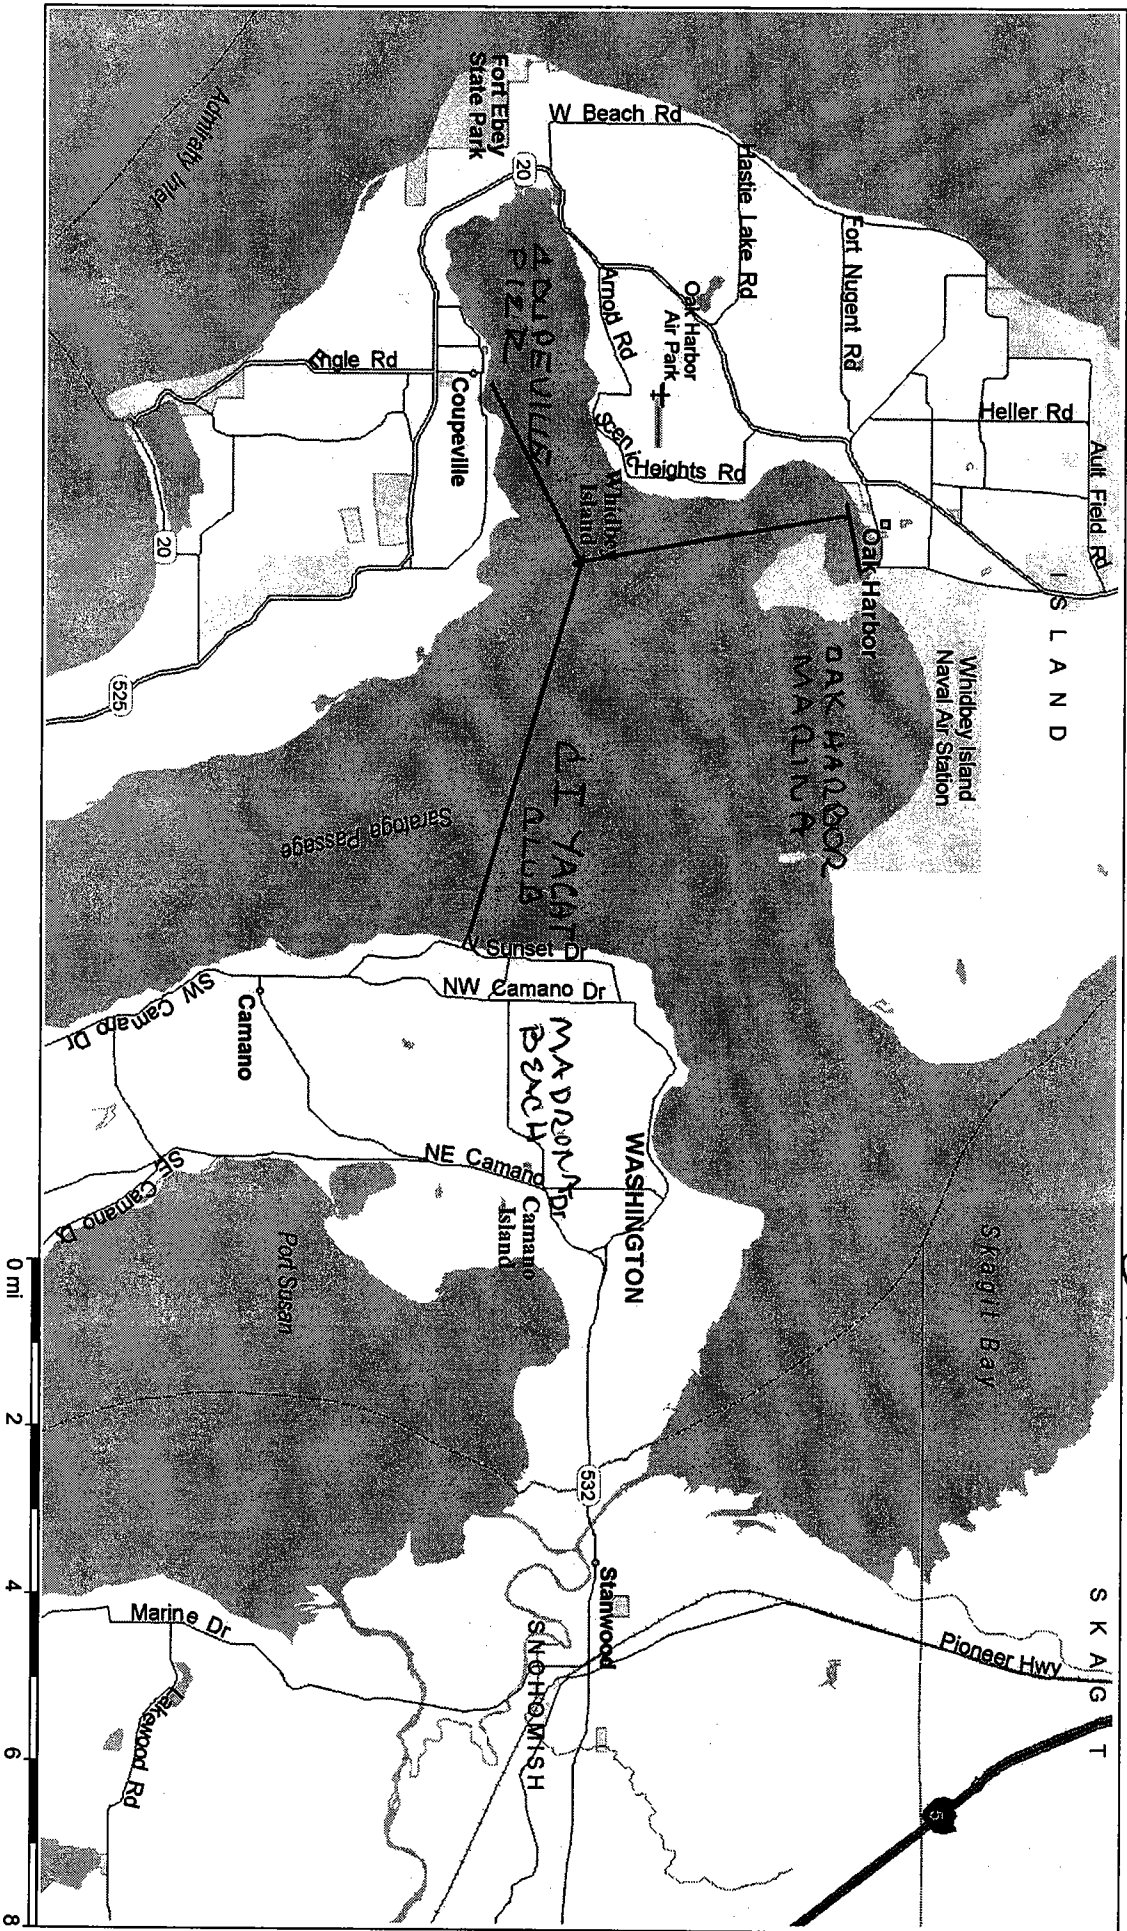 Whidbey Island
Naval Air Station
ISLAND
Ault Field Rd
Heller Rd
Fort Nugent Rd
Oak Harbor
OAK HARBOR
MARINA
Hastie Lake Rd
W Beach Rd
Oak Harbor
Air Park
Arnold Rd
Scenic Heights Rd
Whidbey
Island
20
Fort Ebey
State Park
COUPEVILLE
PIER
Coupeville
Engle Rd
20
525
Admiralty Inlet
CI YACHT
CLUB
Saratoga Passage
Sunset Dr
NW Camano Dr
MADRONA
BEACH
Camano
SW Camano Dr
NE Camano Dr
SE Camano Dr
Camano
Island
WASHINGTON
Port Susan
Skagit Bay
532
Stanwood
SNOHOMISH
SKAGIT
Pioneer Hwy
5
Marine Dr
Lakewood Rd
0 mi
2
4
6
8